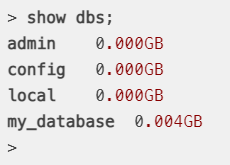 > show dbs;
admin    0.000GB
config   0.000GB
local    0.000GB
my_database  0.004GB
>